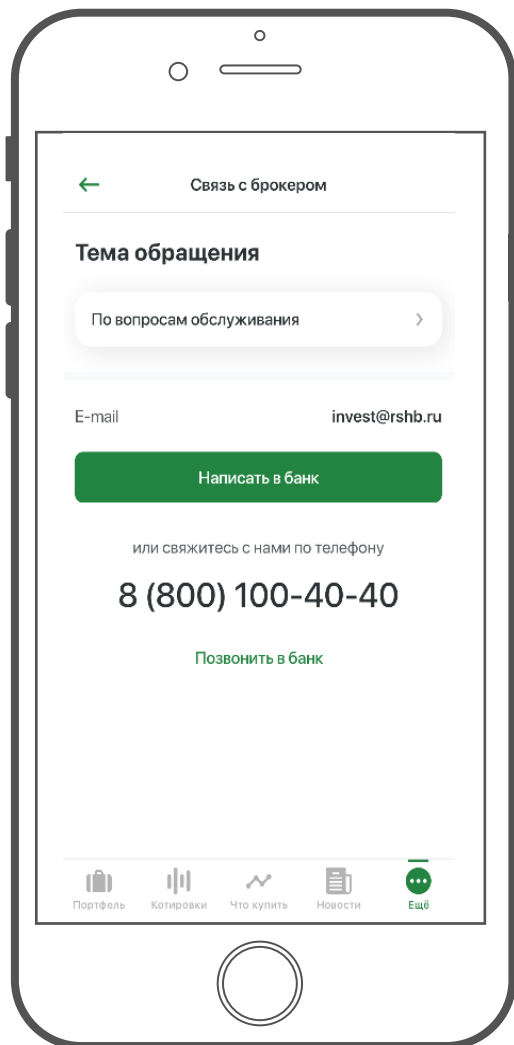 Связь с брокером
Тема обращения
По вопросам обслуживания
E-mail invest@rshb.ru
Написать в банк
или свяжитесь с нами по телефону
8 (800) 100-40-40
Позвонить в банк
Портфель Котировки Что купить Новости Ещё